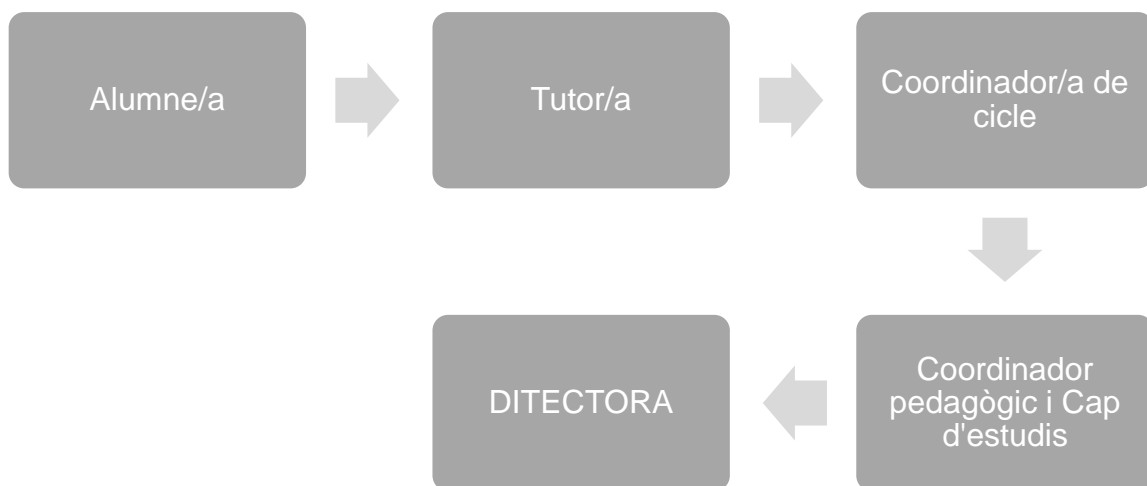 Alumne/a
Tutor/a
Coordinador/a de
cicle
Coordinador
pedagògic i Cap
d'estudis
DITECTORA